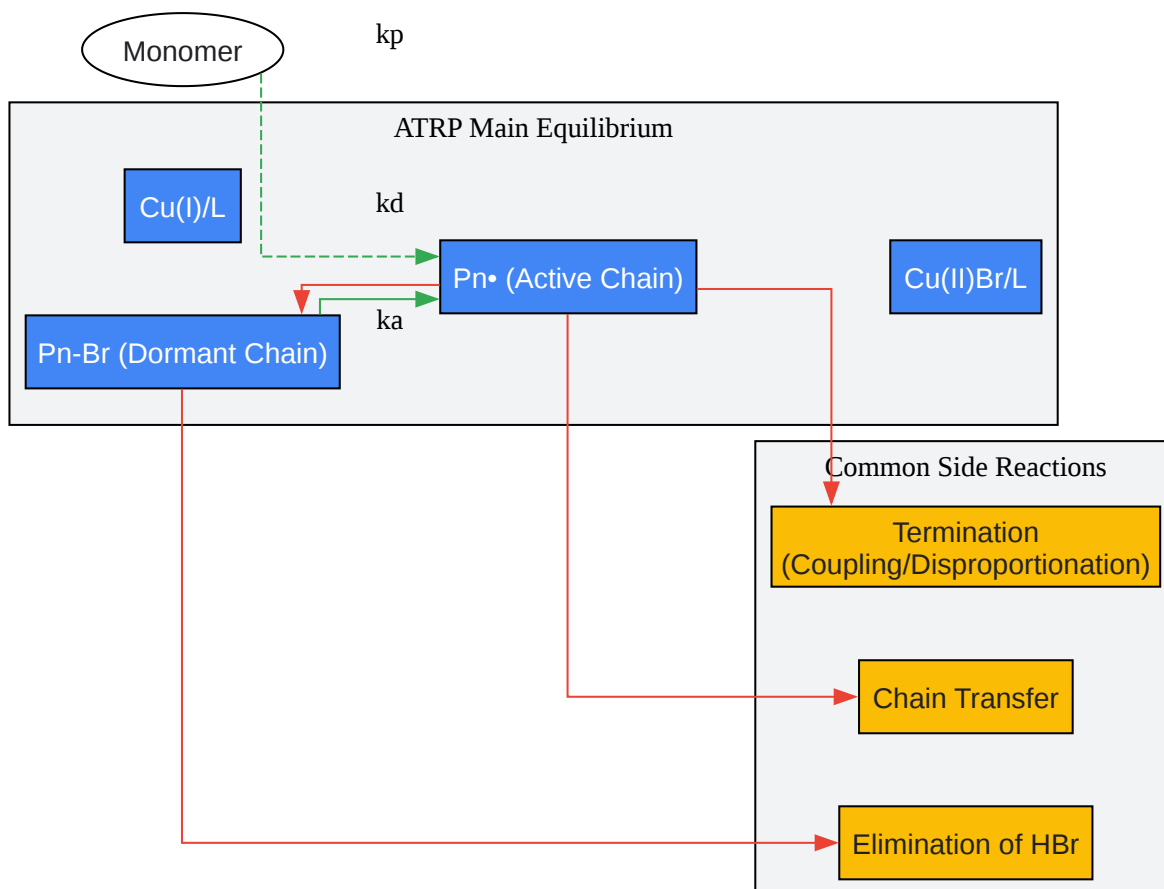 Monomer
kp
ATRP Main Equilibrium
Cu(I)/L
kd
Pn• (Active Chain)
Cu(II)Br/L
ka
Pn-Br (Dormant Chain)
Common Side Reactions
Termination
(Coupling/Disproportionation)
Chain Transfer
Elimination of HBr